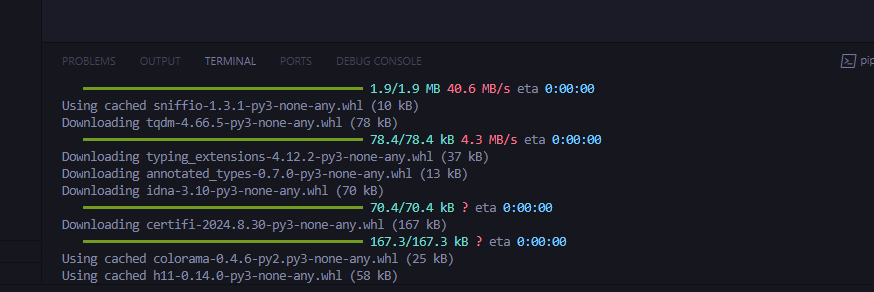 PROBLEMS OUTPUT TERMINAL PORTS DEBUG CONSOLE pip
1.9/1.9 MB 40.6 MB/s eta 0:00:00
Using cached sniffio-1.3.1-py3-none-any.whl (10 kB)
Downloading tqdm-4.66.5-py3-none-any.whl (78 kB)
78.4/78.4 kB 4.3 MB/s eta 0:00:00
Downloading typing_extensions-4.12.2-py3-none-any.whl (37 kB)
Downloading annotated_types-0.7.0-py3-none-any.whl (13 kB)
Downloading idna-3.10-py3-none-any.whl (70 kB)
70.4/70.4 kB ? eta 0:00:00
Downloading certifi-2024.8.30-py3-none-any.whl (167 kB)
167.3/167.3 kB ? eta 0:00:00
Using cached colorama-0.4.6-py2.py3-none-any.whl (25 kB)
Using cached h11-0.14.0-py3-none-any.whl (58 kB)